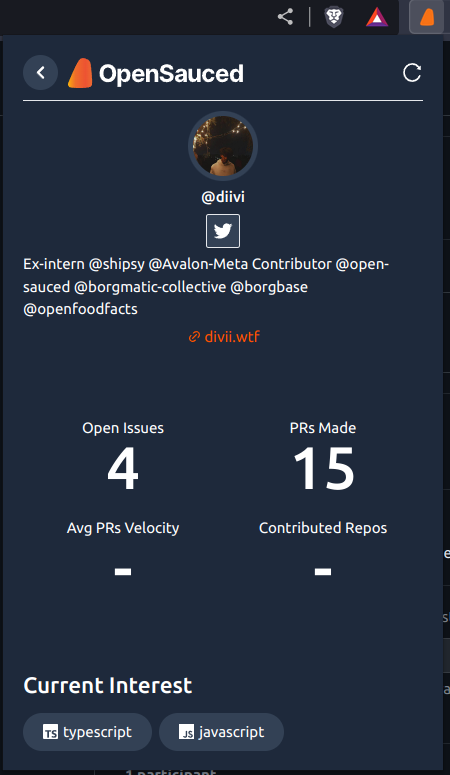 OpenSauced
@diivi
Ex-intern @shipsy @Avalon-Meta Contributor @open-
sauced @borgmatic-collective @borgbase
@openfoodfacts
divii.wtf
Open Issues
PRs Made
4
15
Avg PRs Velocity
Contributed Repos
-
-
Current Interest
TS typescript
JS javascript
1 participant